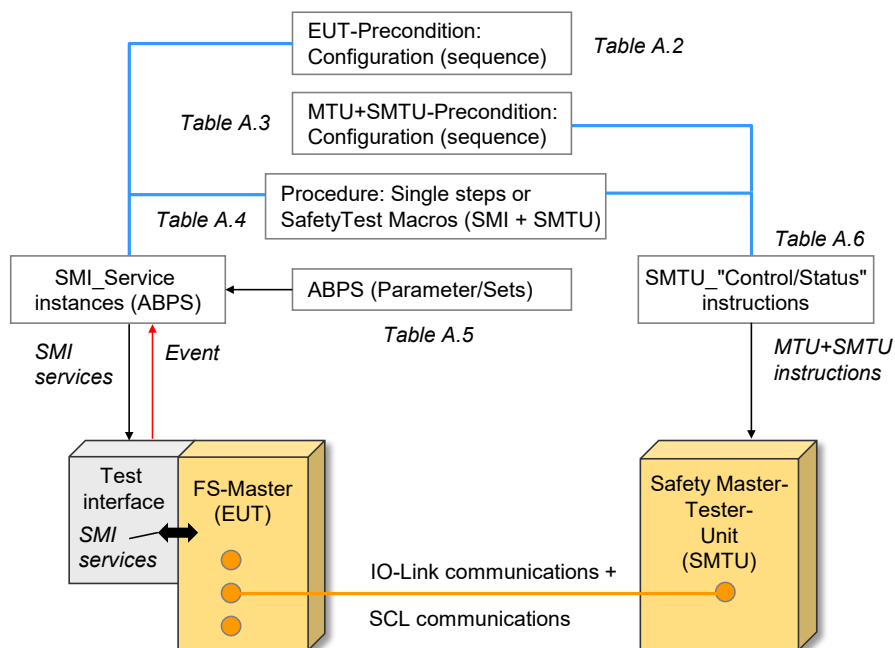 EUT-Precondition:
Configuration (sequence)
Table A.2
Table A.3
MTU+SMTU-Precondition:
Configuration (sequence)
Table A.4
Procedure: Single steps or
SafetyTest Macros (SMI + SMTU)
Table A.6
SMI_Service
instances (ABPS)
ABPS (Parameter/Sets)
SMTU_"Control/Status"
instructions
Table A.5
SMI
services
Event
MTU+SMTU
instructions
Test
interface
SMI
services
FS-Master
(EUT)
Safety Master-
Tester-
Unit
(SMTU)
IO-Link communications +
SCL communications